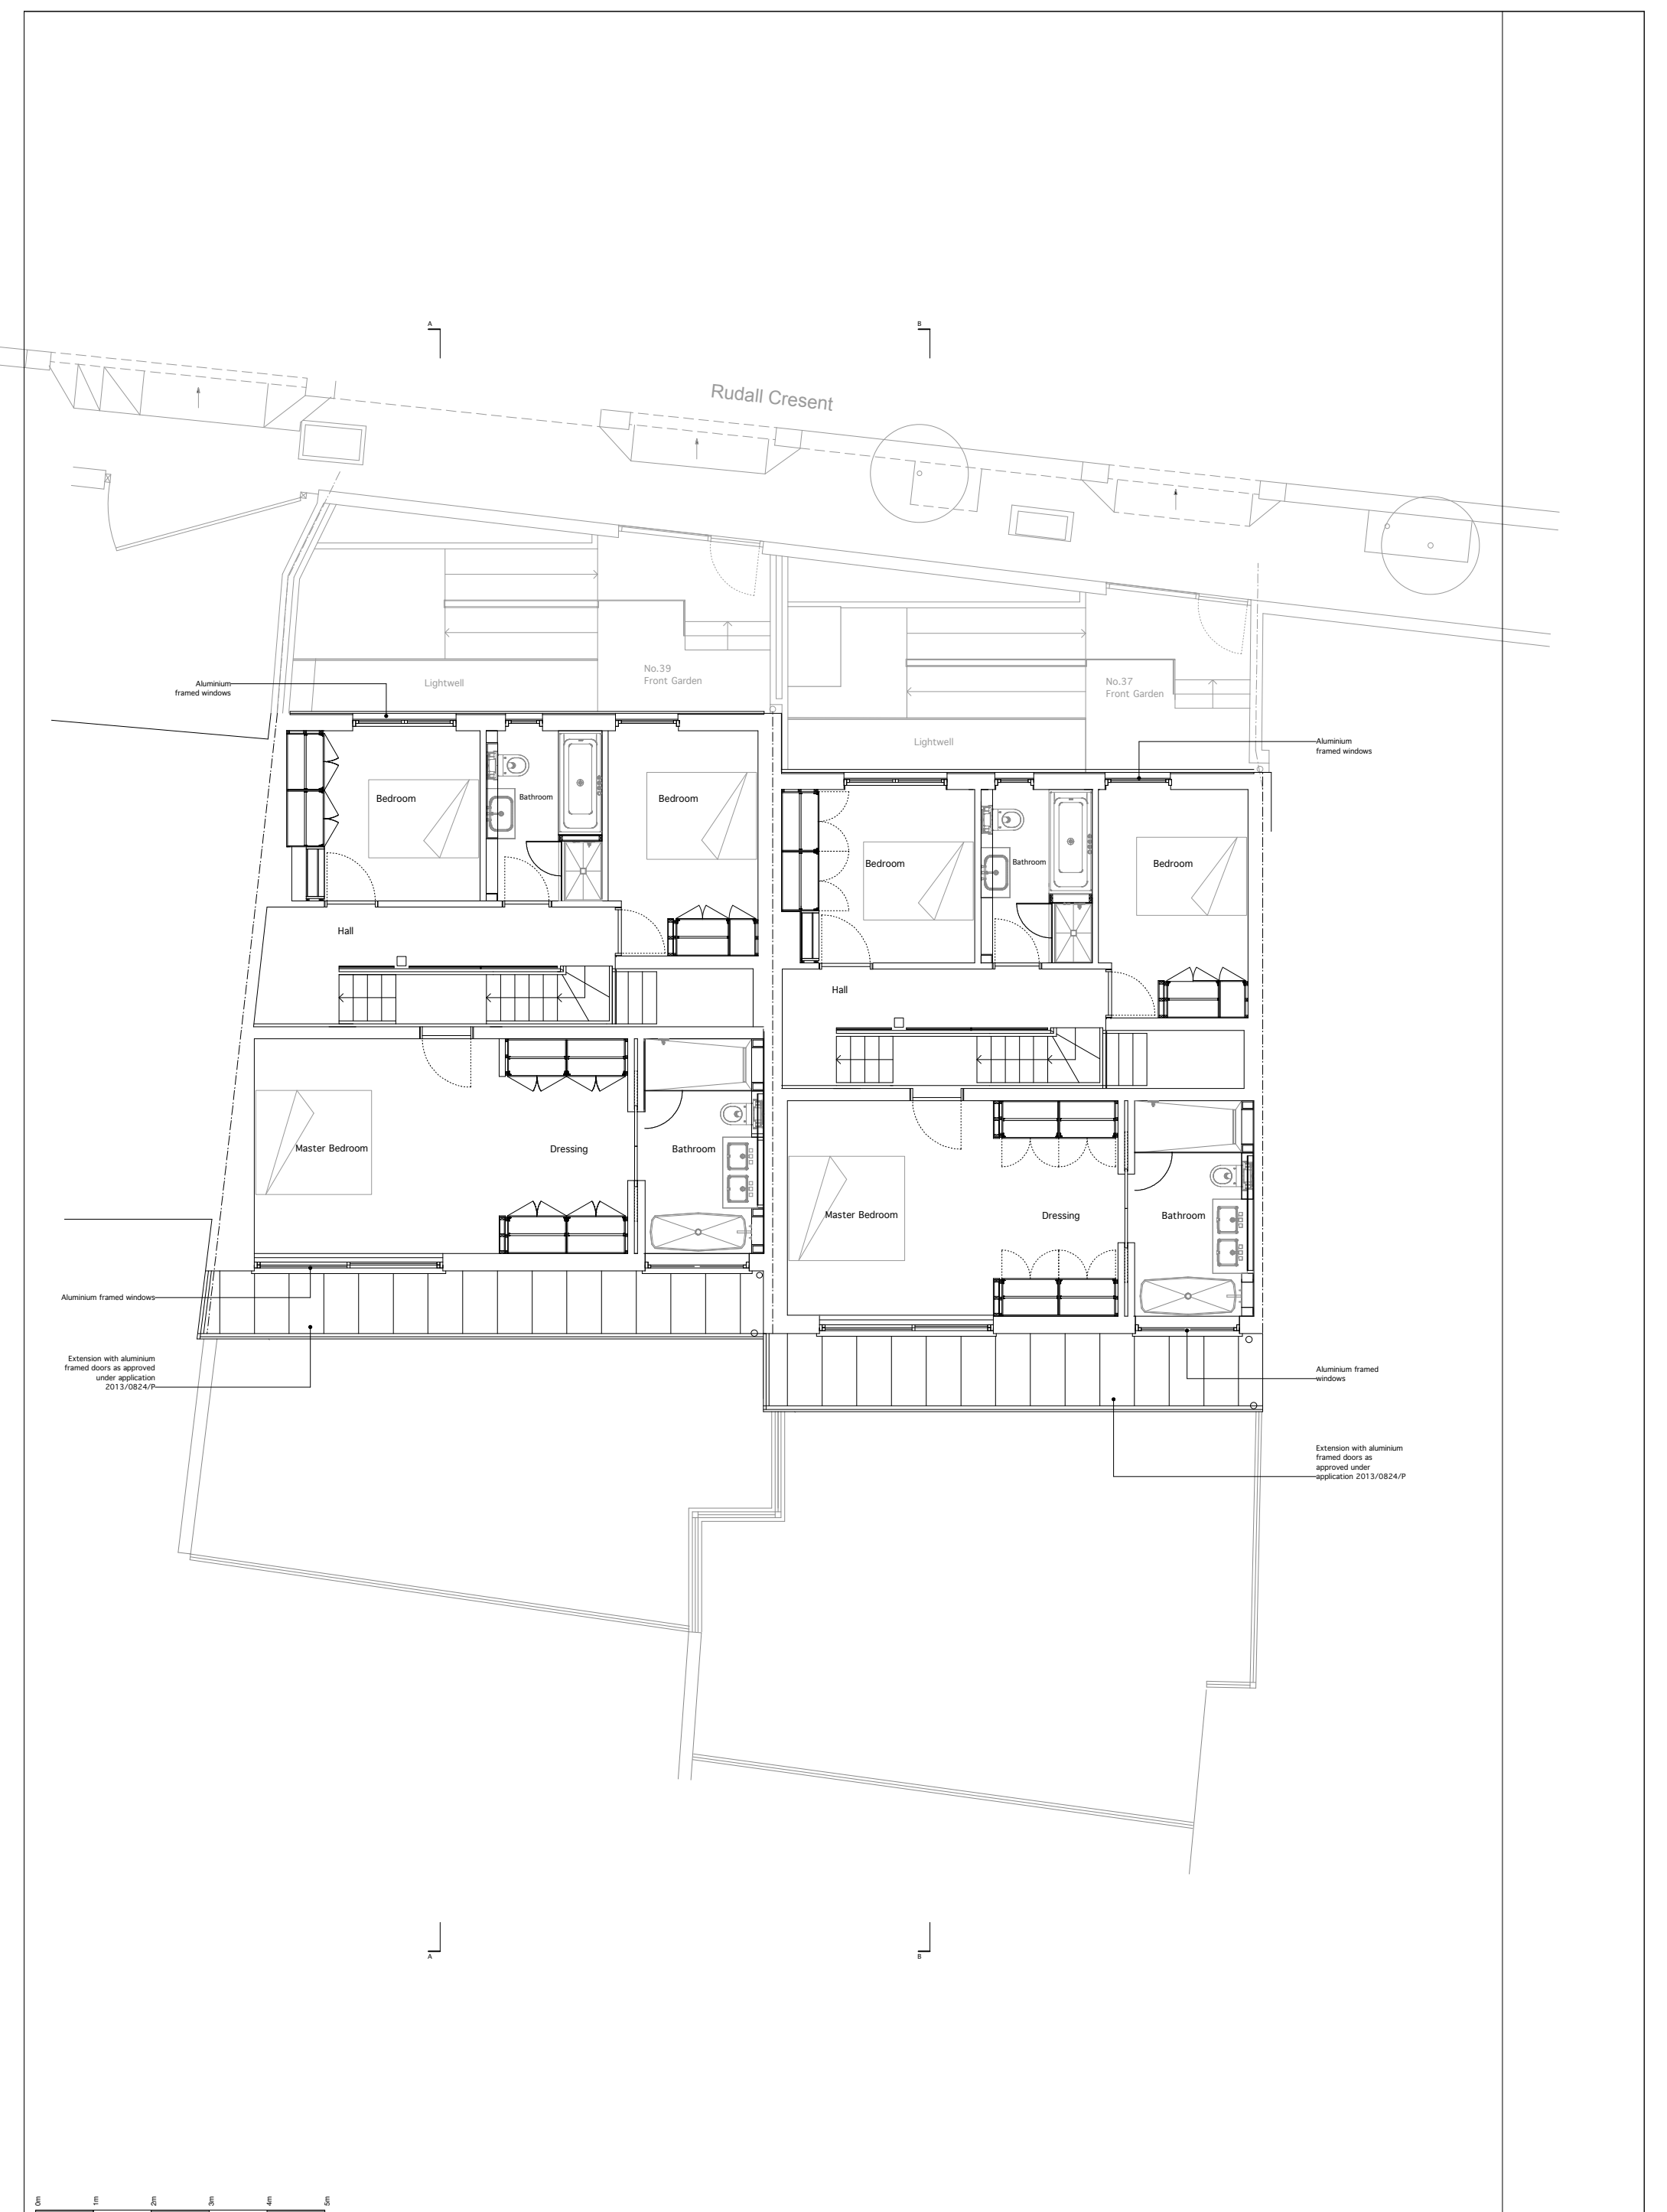 A
B
Rudall Cresent
No.39
Front Garden
Lightwell
No.37
Front Garden
Lightwell
Aluminium
framed windows
Aluminium
framed windows
Bedroom
Bathroom
Bedroom
Bedroom
Bathroom
Bedroom
Hall
Hall
Master Bedroom
Dressing
Bathroom
Master Bedroom
Dressing
Bathroom
Aluminium framed windows
Extension with aluminium
framed doors as approved
under application
2013/0824/P
Aluminium framed
windows
Extension with aluminium
framed doors as
approved under
application 2013/0824/P
A
B
0m
1m
2m
3m
4m
5m